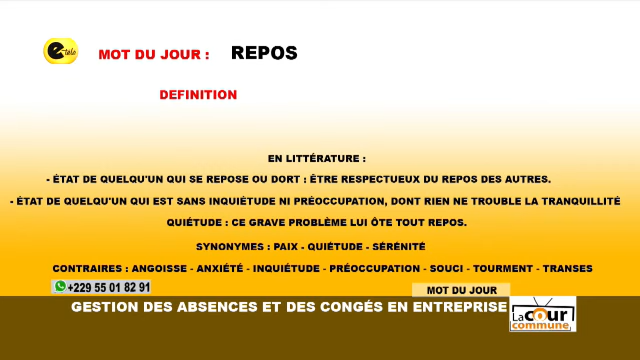 e-tele
MOT DU JOUR : REPOS
DEFINITION
EN LITTÉRATURE :
- ÉTAT DE QUELQU'UN QUI SE REPOSE OU DORT : ÊTRE RESPECTUEUX DU REPOS DES AUTRES.
- ÉTAT DE QUELQU'UN QUI EST SANS INQUIÉTUDE NI PRÉOCCUPATION, DONT RIEN NE TROUBLE LA TRANQUILLITÉ
QUIÉTUDE : CE GRAVE PROBLÈME LUI ÔTE TOUT REPOS.
SYNONYMES : PAIX - QUIÉTUDE - SÉRÉNITÉ
CONTRAIRES : ANGOISSE - ANXIÉTÉ - INQUIÉTUDE - PRÉOCCUPATION - SOUCI - TOURMENT - TRANSES
+229 55 01 82 91
MOT DU JOUR
GESTION DES ABSENCES ET DES CONGÉS EN ENTREPRISE
La cour
commune,